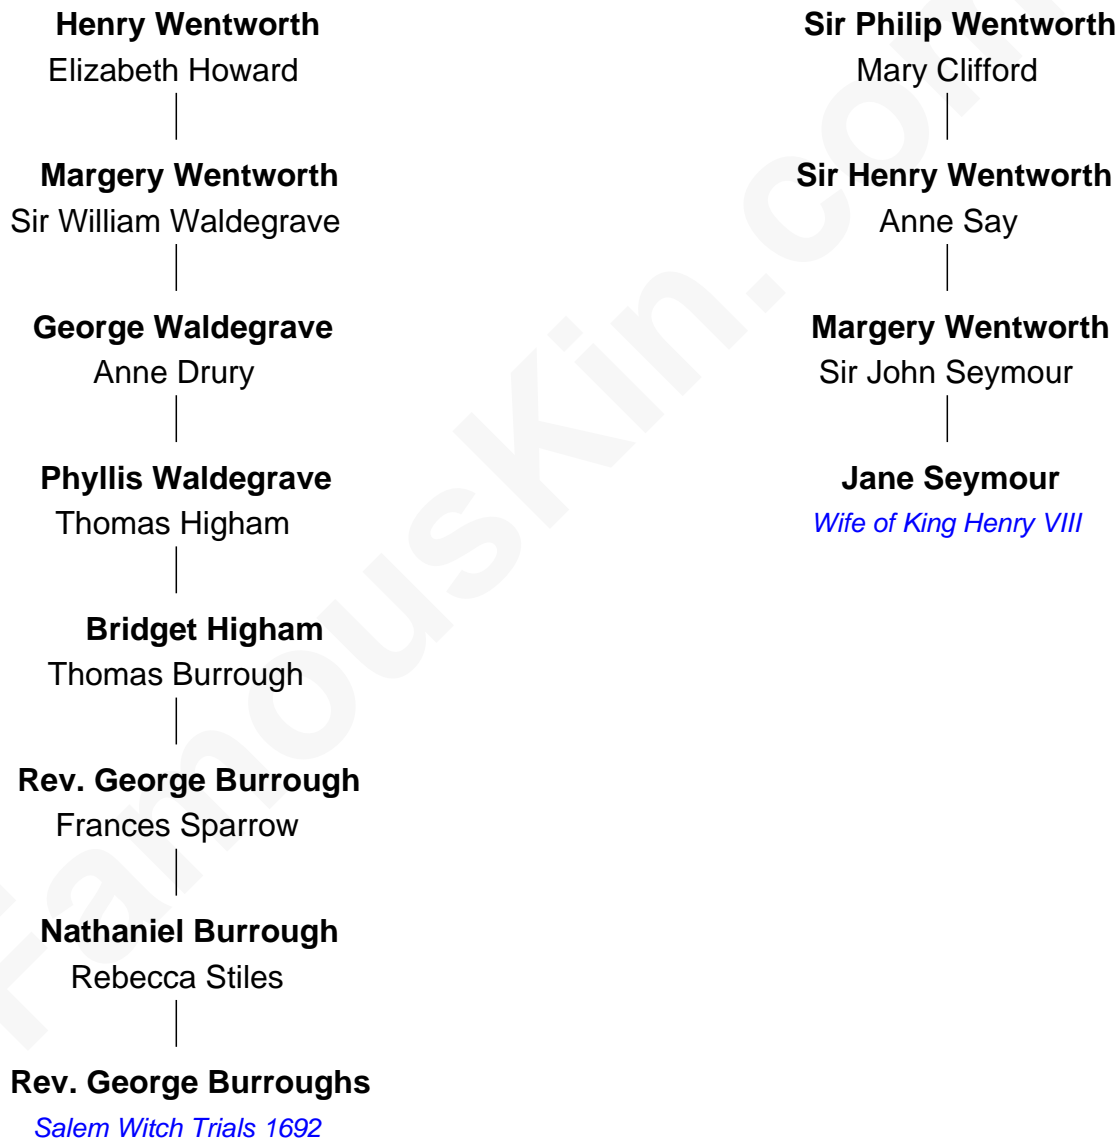 Henry Wentworth
Elizabeth Howard
Margery Wentworth
Sir William Waldegrave
George Waldegrave
Anne Drury
Phyllis Waldegrave
Thomas Higham
Bridget Higham
Thomas Burrough
Rev. George Burrough
Frances Sparrow
Nathaniel Burrough
Rebecca Stiles
Rev. George Burroughs
Salem Witch Trials 1692
Sir Philip Wentworth
Mary Clifford
Sir Henry Wentworth
Anne Say
Margery Wentworth
Sir John Seymour
Jane Seymour
Wife of King Henry VIII
FamousKin.com